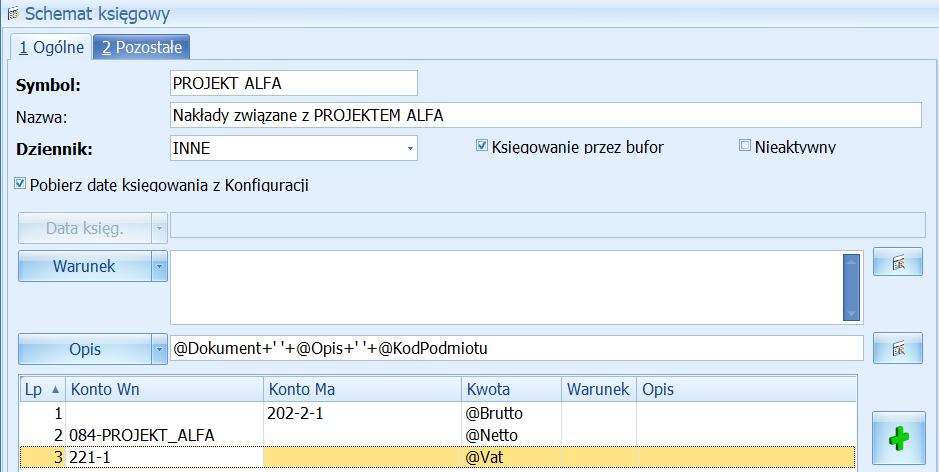 Schemat księgowy
1 Ogólne 2 Pozostałe
Symbol: PROJEKT ALFA
Nazwa: Nakłady związane z PROJEKTEM ALFA
Dziennik: INNE Księgowanie przez bufor Nieaktywny
Pobierz datę księgowania z Konfiguracji
Data księg.
Warunek
Opis @Dokument+' '+@Opis+' '+@KodPodmiotu
Lp Konto Wn Konto Ma Kwota Warunek Opis
1 202-2-1 @Brutto
2 084-PROJEKT_ALFA @Netto
3 221-1 @Vat